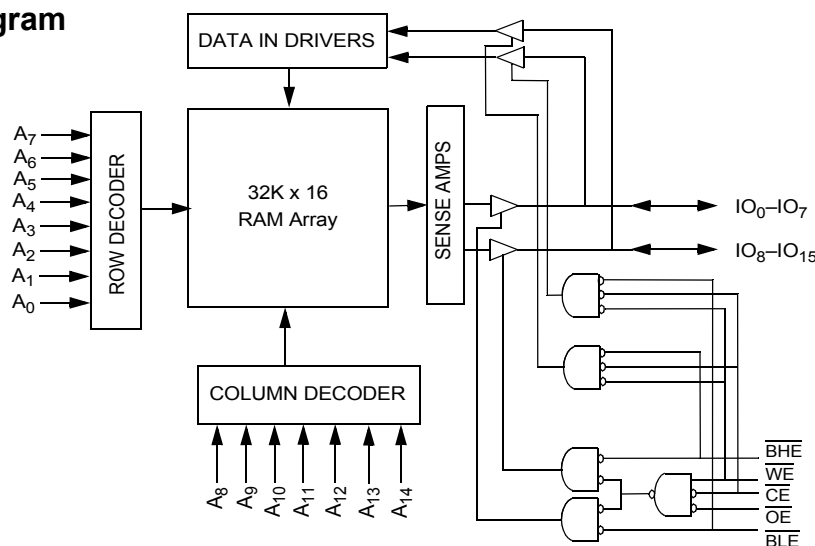 gram
DATA IN DRIVERS
A7
A6
A5
A4
A3
A2
A1
A0
ROW DECODER
32K x 16
RAM Array
SENSE AMPS
IO0–IO7
IO8–IO15
COLUMN DECODER
A8
A9
A10
A11
A12
A13
A14
BHE
WE
CE
OE
BLE